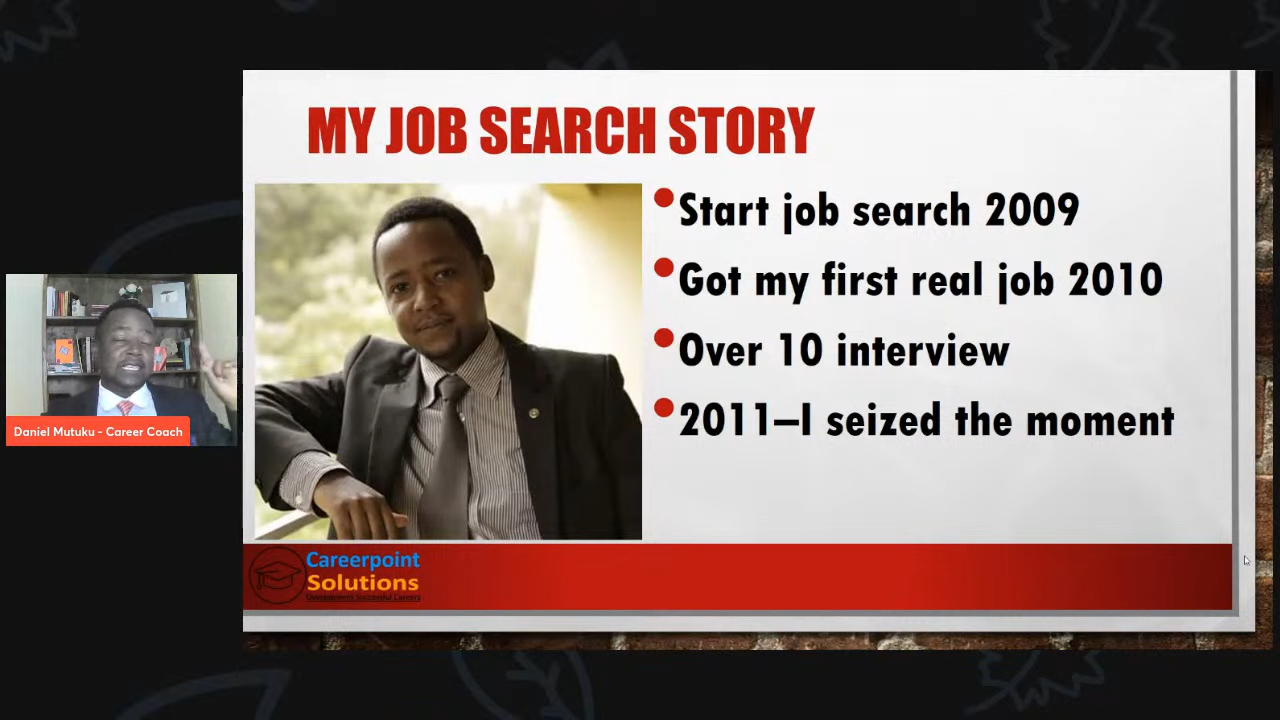 MY JOB SEARCH STORY
Start job search 2009
Got my first real job 2010
Over 10 interview
2011–I seized the moment
Daniel Mutuku - Career Coach
Careerpoint
Solutions